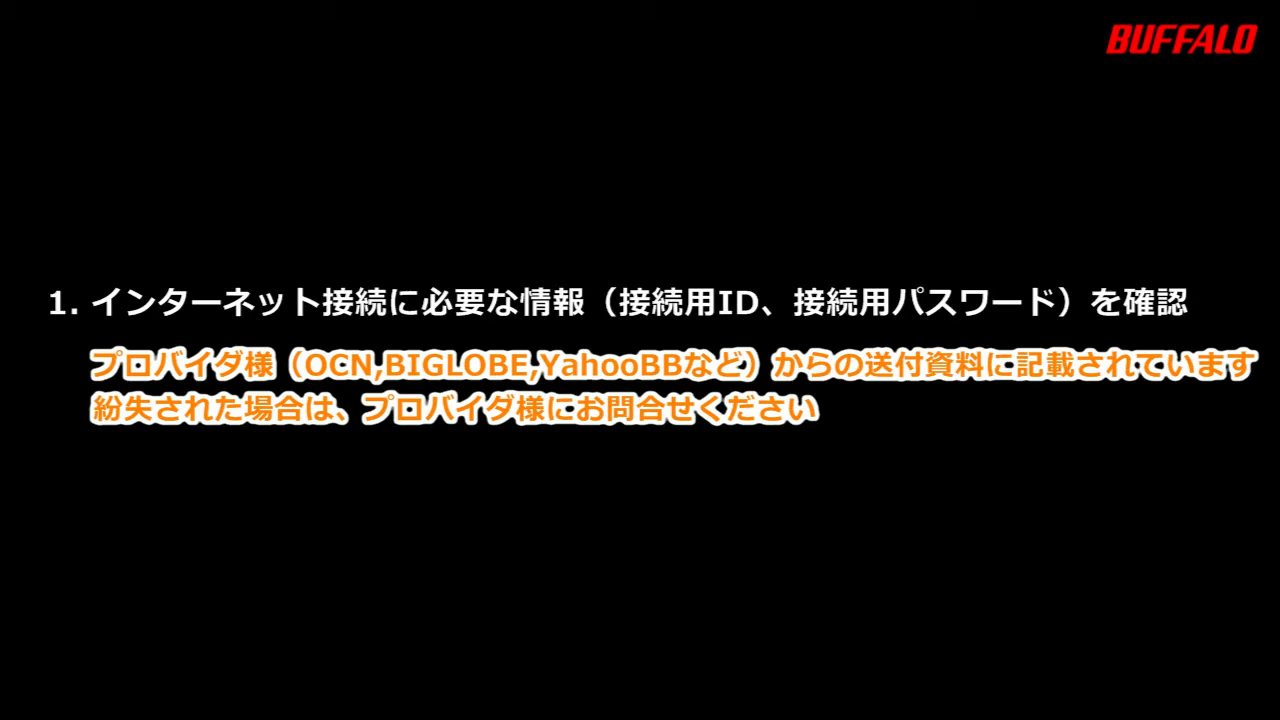 BUFFALO
1. インターネット接続に必要な情報（接続用ID、接続用パスワード）を確認
プロバイダ様（OCN,BIGLOBE,YahooBBなど）からの送付資料に記載されています
紛失された場合は、プロバイダ様にお問合せください